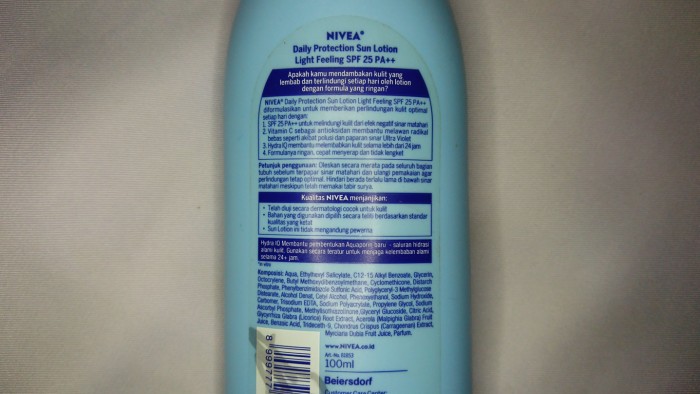 NIVEA®
Daily Protection Sun Lotion
Light Feeling SPF 25 PA++
Apakah kamu mendambakan kulit yang
lembab dan terlindungi setiap hari oleh lotion
dengan formula yang ringan?
NIVEA® Daily Protection Sun Lotion Light Feeling SPF 25 PA++
diformulasikan untuk memberikan perlindungan kulit optimal
setiap hari dengan:
1. SPF 25 PA++ untuk melindungi kulit dari efek negatif sinar matahari
2. Vitamin C sebagai antioksidan membantu melawan radikal
bebas seperti akibat polusi dan paparan sinar Ultra Violet
3. Hydra IQ membantu melembabkan kulit selama lebih dari 24 jam
4. Formulanya ringan, cepat menyerap dan tidak lengket
Petunjuk penggunaan: Oleskan secara merata pada seluruh bagian
tubuh sebelum terpapar sinar matahari dan ulangi pemakaian agar
perlindungan tetap optimal. Hindari berada terlalu lama di bawah sinar
matahari meskipun telah memakai tabir surya.
Kualitas NIVEA menjanjikan:
• Telah diuji secara dermatologi cocok untuk kulit
• Bahan yang digunakan dipilih secara teliti berdasarkan standar
kualitas yang ketat
• Sun Lotion ini tidak mengandung pewarna
Hydra IQ Membantu pembentukan Aquaporin baru - saluran hidrasi
alami kulit. Gunakan secara teratur untuk menjaga kelembaban alami
selama 24+ jam.
Komposisi: Aqua, Ethylhexyl Salicylate, C12-15 Alkyl Benzoate, Glycerin,
Octocrylene, Butyl Methoxydibenzoylmethane, Cyclomethicone, Distarch
Phosphate, Phenylbenzimidazole Sulfonic Acid, Polyglyceryl-3 Methylglucose
Distearate, Alcohol Denat, Cetyl Alcohol, Phenoxyethanol, Sodium Hydroxide,
Carbomer, Trisodium EDTA, Sodium Polyacrylate, Propylene Glycol, Citric Acid,
Silica, Paraffinum Liquidum, Methylisothiazolinone, Glyceryl Glucoside, Citric Acid,
Glycyrrhiza Glabra (Licorice) Root Extract, Acerola (Malpighia Glabra) Fruit
Juice, Benzoic Acid, Trideceth-9, Chondrus Crispus (Carrageenan) Extract,
Myrciaria Dubia Fruit Juice, Parfum.
www.NIVEA.co.id
Art.-No.
100ml
Beiersdorf
Customer Care Center
8 999777